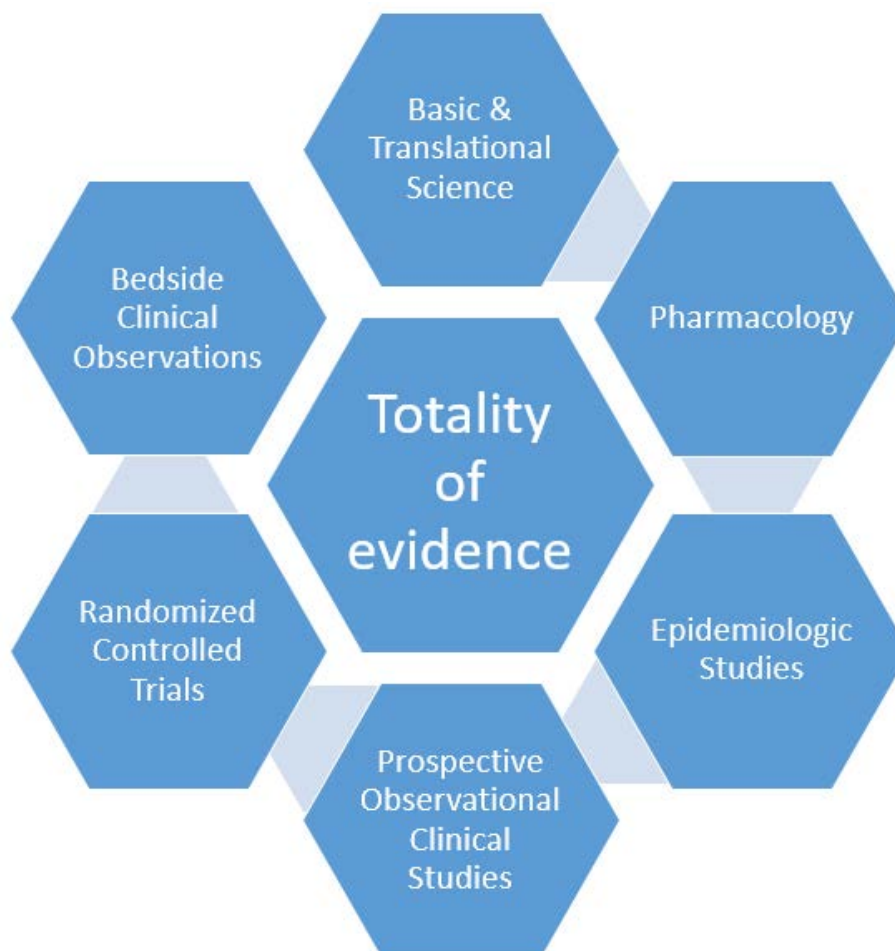 Basic &
Translational
Science
Bedside
Clinical
Observations
Pharmacology
Totality
of
evidence
Randomized
Controlled
Trials
Epidemiologic
Studies
Prospective
Observational
Clinical
Studies